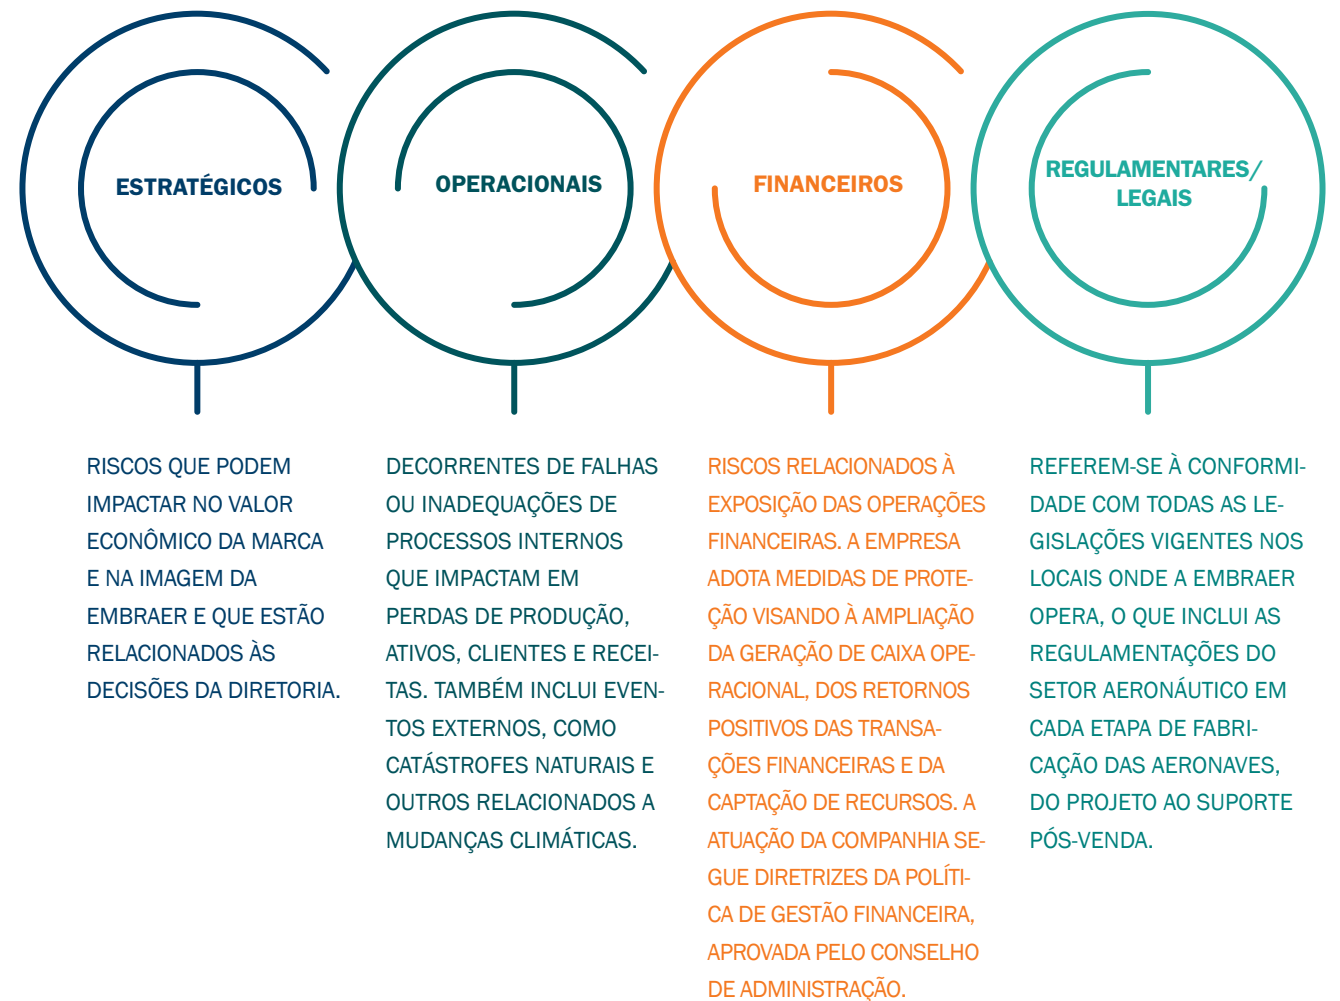 ESTRATÉGICOS
RISCOS QUE PODEM
IMPACTAR NO VALOR
ECONÔMICO DA MARCA
E NA IMAGEM DA
EMBRAER E QUE ESTÃO
RELACIONADOS ÀS
DECISÕES DA DIRETORIA.
OPERACIONAIS
DECORRENTES DE FALHAS
OU INADEQUAÇÕES DE
PROCESSOS INTERNOS
QUE IMPACTAM EM
PERDAS DE PRODUÇÃO,
ATIVOS, CLIENTES E RECEI-
TAS. TAMBÉM INCLUI EVEN-
TOS EXTERNOS, COMO
CATÁSTROFES NATURAIS E
OUTROS RELACIONADOS A
MUDANÇAS CLIMÁTICAS.
FINANCEIROS
RISCOS RELACIONADOS À
EXPOSIÇÃO DAS OPERAÇÕES
FINANCEIRAS. A EMPRESA
ADOTA MEDIDAS DE PROTE-
ÇÃO VISANDO À AMPLIAÇÃO
DA GERAÇÃO DE CAIXA OPE-
RACIONAL, DOS RETORNOS
POSITIVOS DAS TRANSA-
ÇÕES FINANCEIRAS E DA
CAPTAÇÃO DE RECURSOS. A
ATUAÇÃO DA COMPANHIA SE-
GUE DIRETRIZES DA POLÍTI-
CA DE GESTÃO FINANCEIRA,
APROVADA PELO CONSELHO
DE ADMINISTRAÇÃO.
REGULAMENTARES/
LEGAIS
REFEREM-SE À CONFORMI-
DADE COM TODAS AS LE-
GISLAÇÕES VIGENTES NOS
LOCAIS ONDE A EMBRAER
OPERA, O QUE INCLUI AS
REGULAMENTAÇÕES DO
SETOR AERONÁUTICO EM
CADA ETAPA DE FABRI-
CAÇÃO DAS AERONAVES,
DO PROJETO AO SUPORTE
PÓS-VENDA.